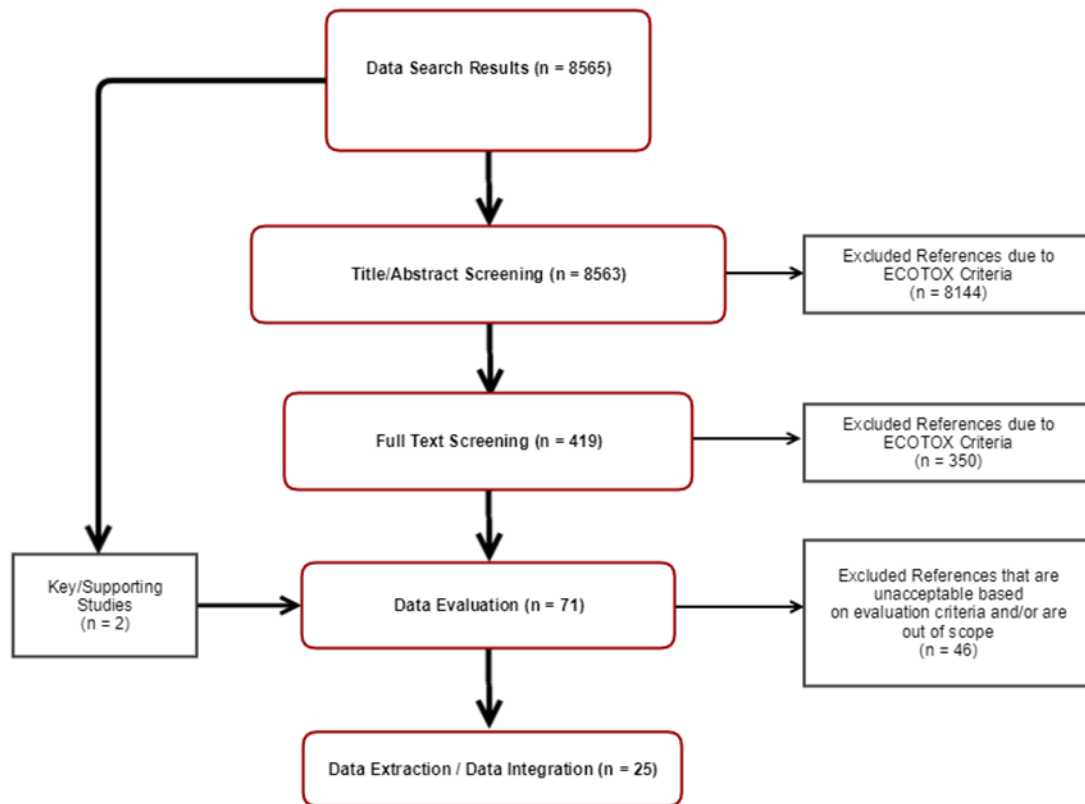 Data Search Results (n = 8565)
Title/Abstract Screening (n = 8563)
Excluded References due to
ECOTOX Criteria
(n = 8144)
Full Text Screening (n = 419)
Excluded References due to
ECOTOX Criteria
(n = 350)
Key/Supporting
Studies
(n = 2)
Data Evaluation (n = 71)
Excluded References that are
unacceptable based
on evaluation criteria and/or are
out of scope
(n = 46)
Data Extraction / Data Integration (n = 25)